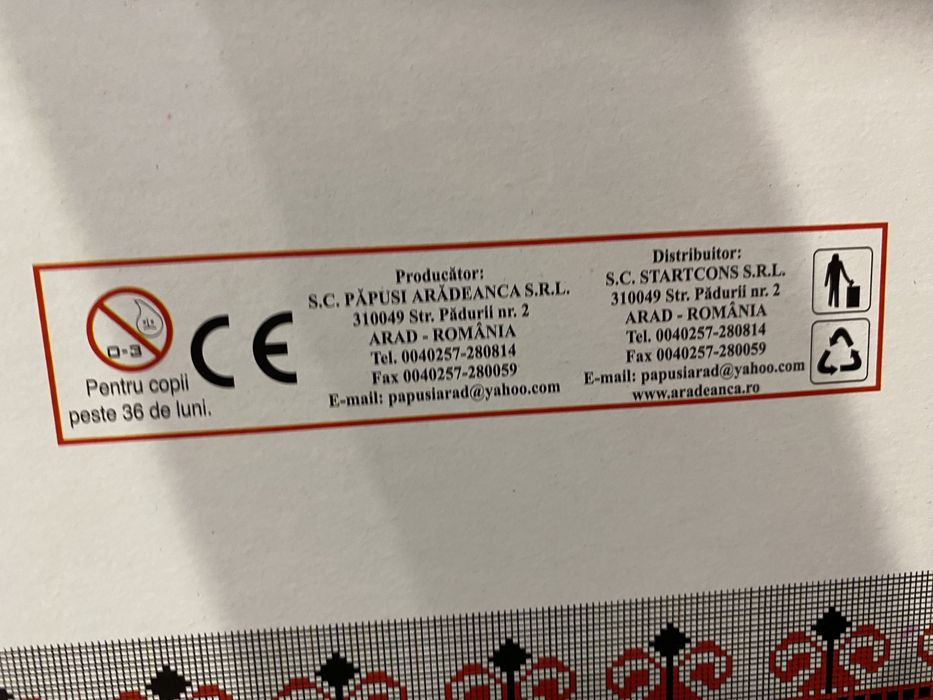 0-3
Pentru copii
peste 36 de luni.
CE
Producător:
S.C. PĂPUSI ARĂDEANCA S.R.L.
310049 Str. Pădurii nr. 2
ARAD - ROMÂNIA
Tel. 0040257-280814
Fax 0040257-280059
E-mail: papusiarad@yahoo.com
Distribuitor:
S.C. STARTCONS S.R.L.
310049 Str. Pădurii nr. 2
ARAD - ROMÂNIA
Tel. 0040257-280814
Fax 0040257-280059
E-mail: papusiarad@yahoo.com
www.aradeanca.ro